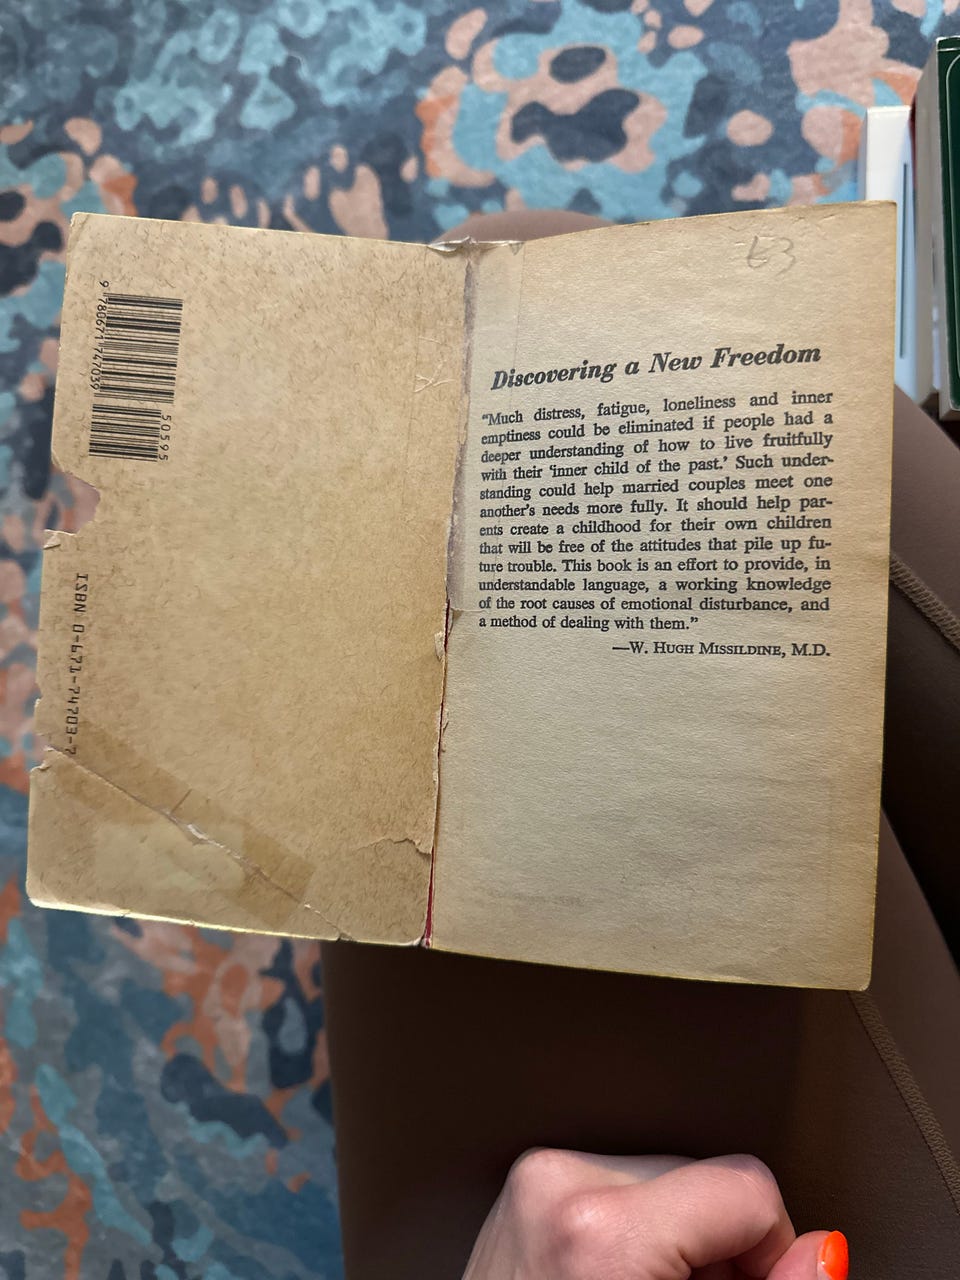 9 780671 747039
50595
ISBN 0-671-74703-7
£3
Discovering a New Freedom
“Much distress, fatigue, loneliness and inner
emptiness could be eliminated if people had a
deeper understanding of how to live fruitfully
with their ‘inner child of the past.’ Such under-
standing could help married couples meet one
another’s needs more fully. It should help par-
ents create a childhood for their own children
that will be free of the attitudes that pile up fu-
ture trouble. This book is an effort to provide, in
understandable language, a working knowledge
of the root causes of emotional disturbance, and
a method of dealing with them.”
—W. HUGH MISSILDINE, M.D.